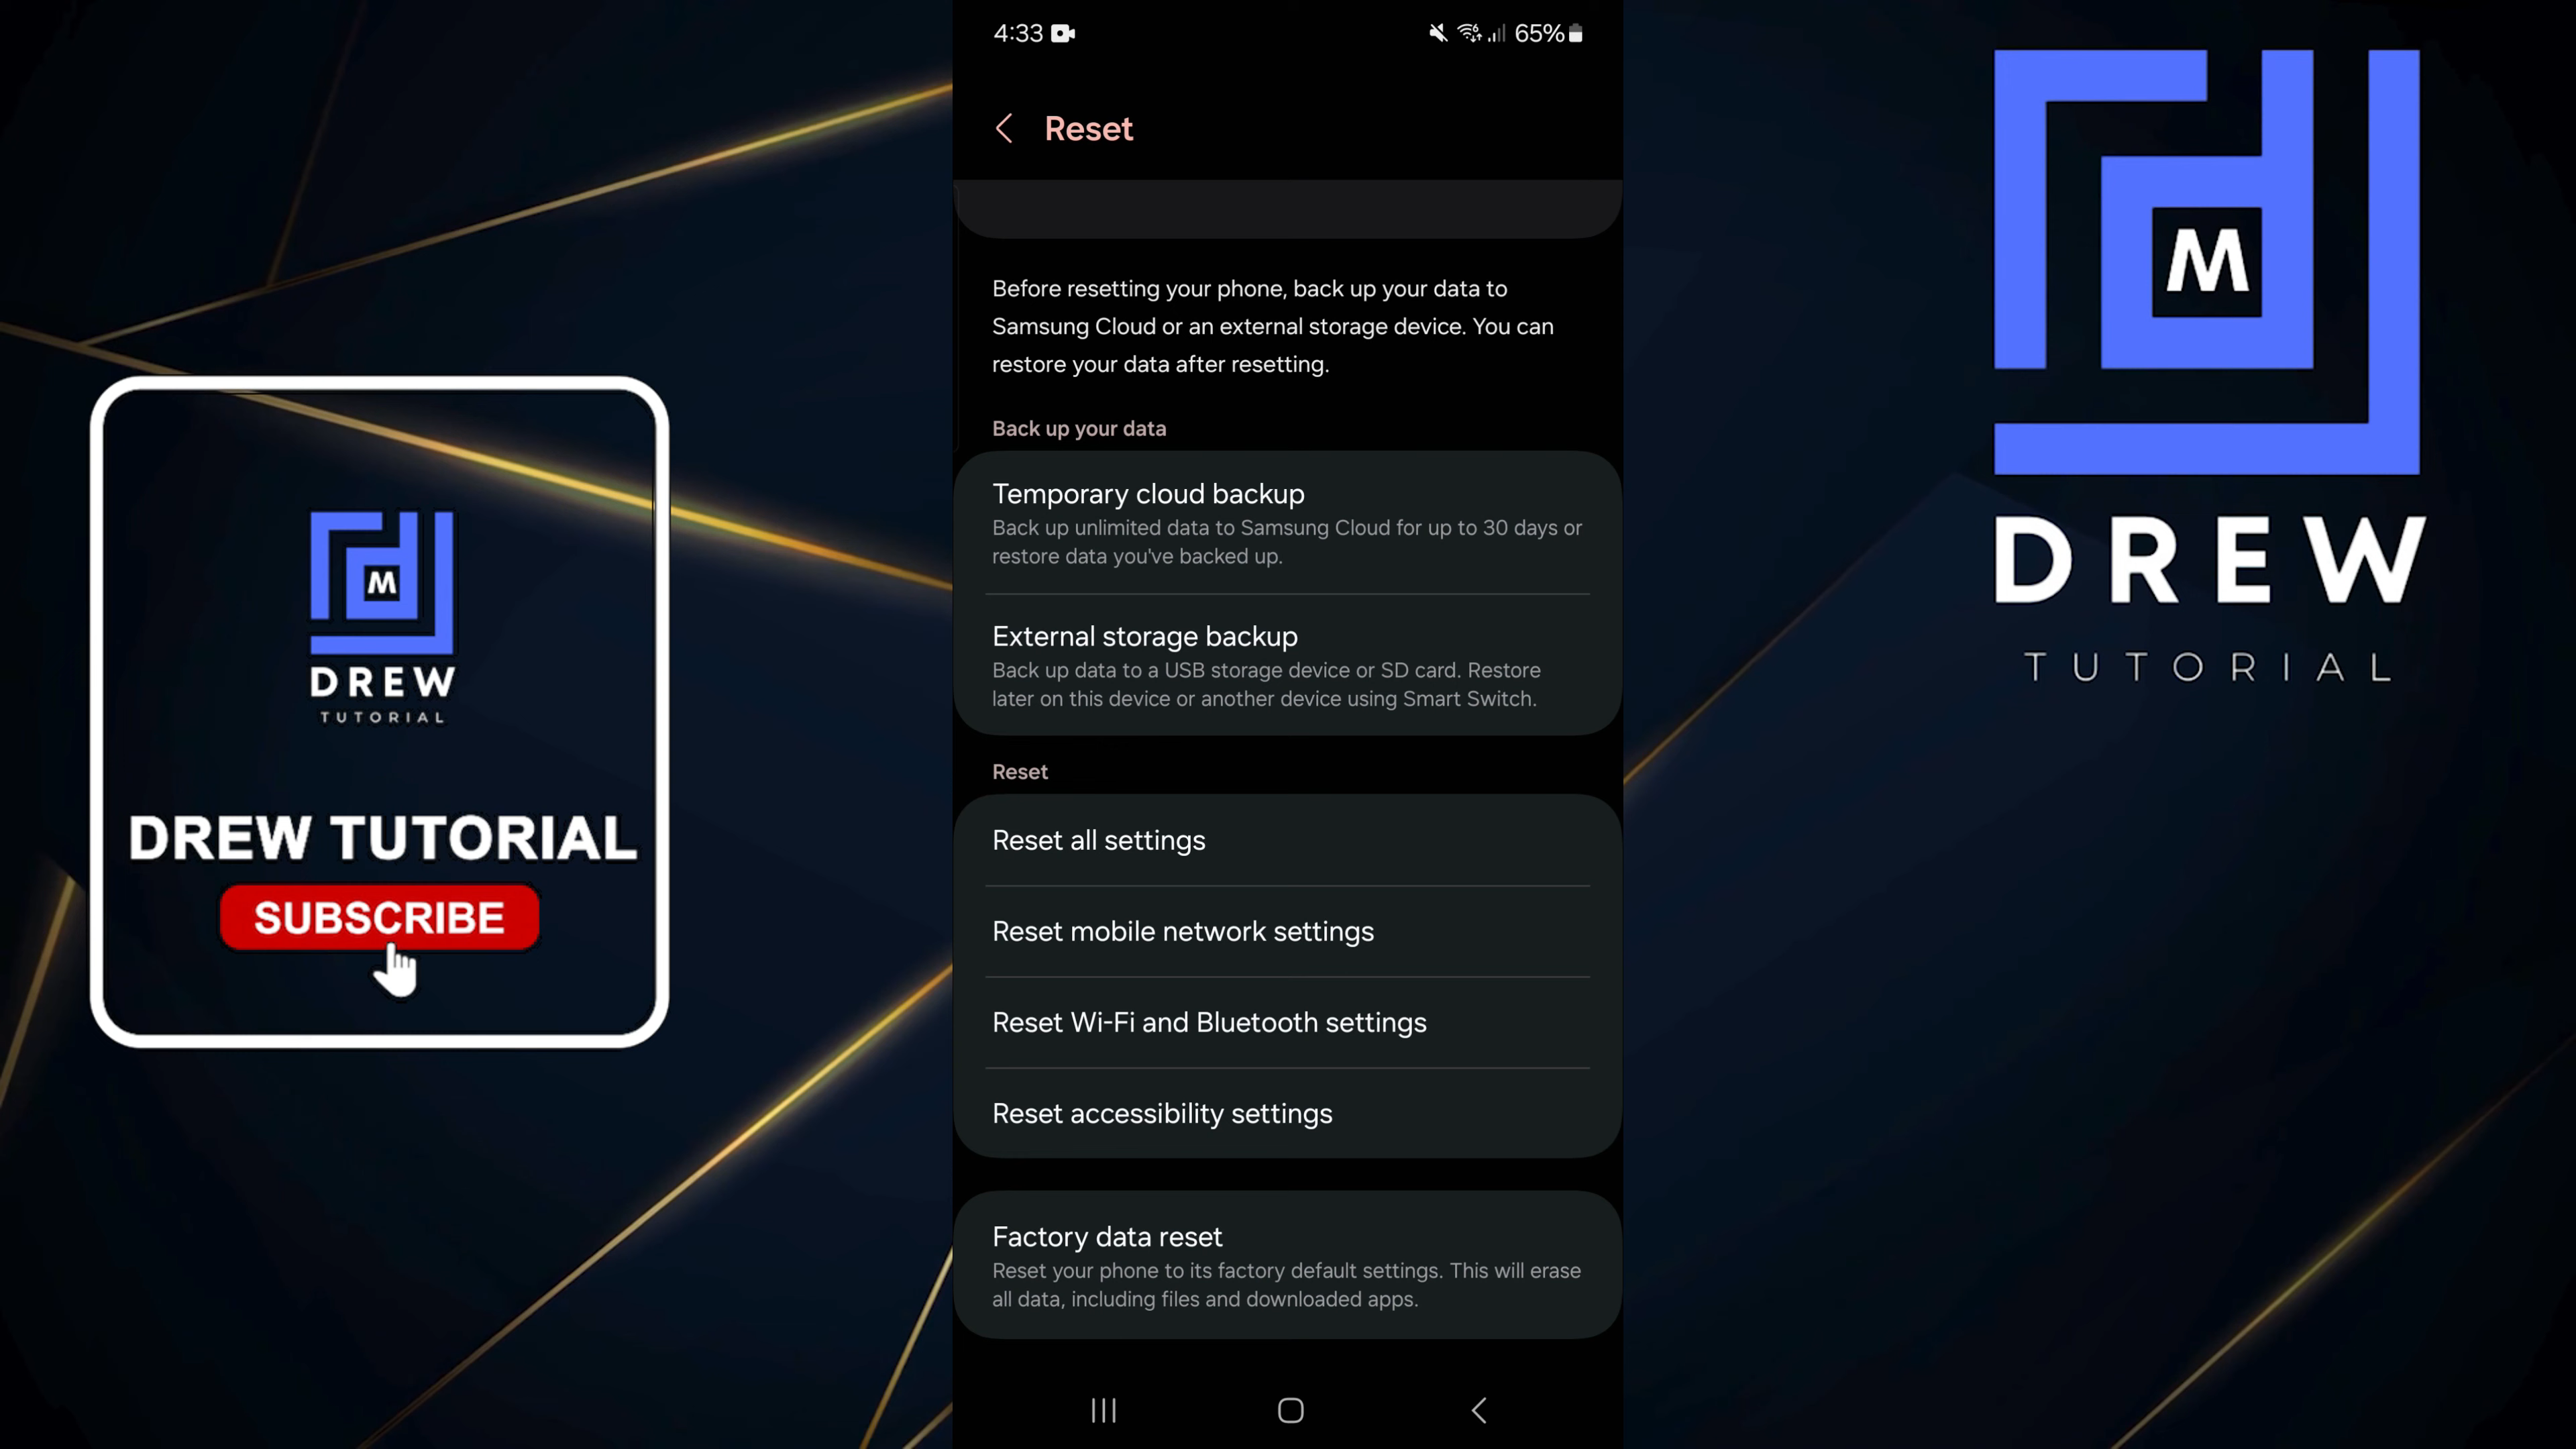 4:33
65%
Reset
Before resetting your phone, back up your data to
Samsung Cloud or an external storage device. You can
restore your data after resetting.
Back up your data
Temporary cloud backup
Back up unlimited data to Samsung Cloud for up to 30 days or
restore data you've backed up.
External storage backup
Back up data to a USB storage device or SD card. Restore
later on this device or another device using Smart Switch.
Reset
Reset all settings
Reset mobile network settings
Reset Wi-Fi and Bluetooth settings
Reset accessibility settings
Factory data reset
Reset your phone to its factory default settings. This will erase
all data, including files and downloaded apps.
M
DREW
TUTORIAL
DREW TUTORIAL
SUBSCRIBE
M
DREW
TUTORIAL